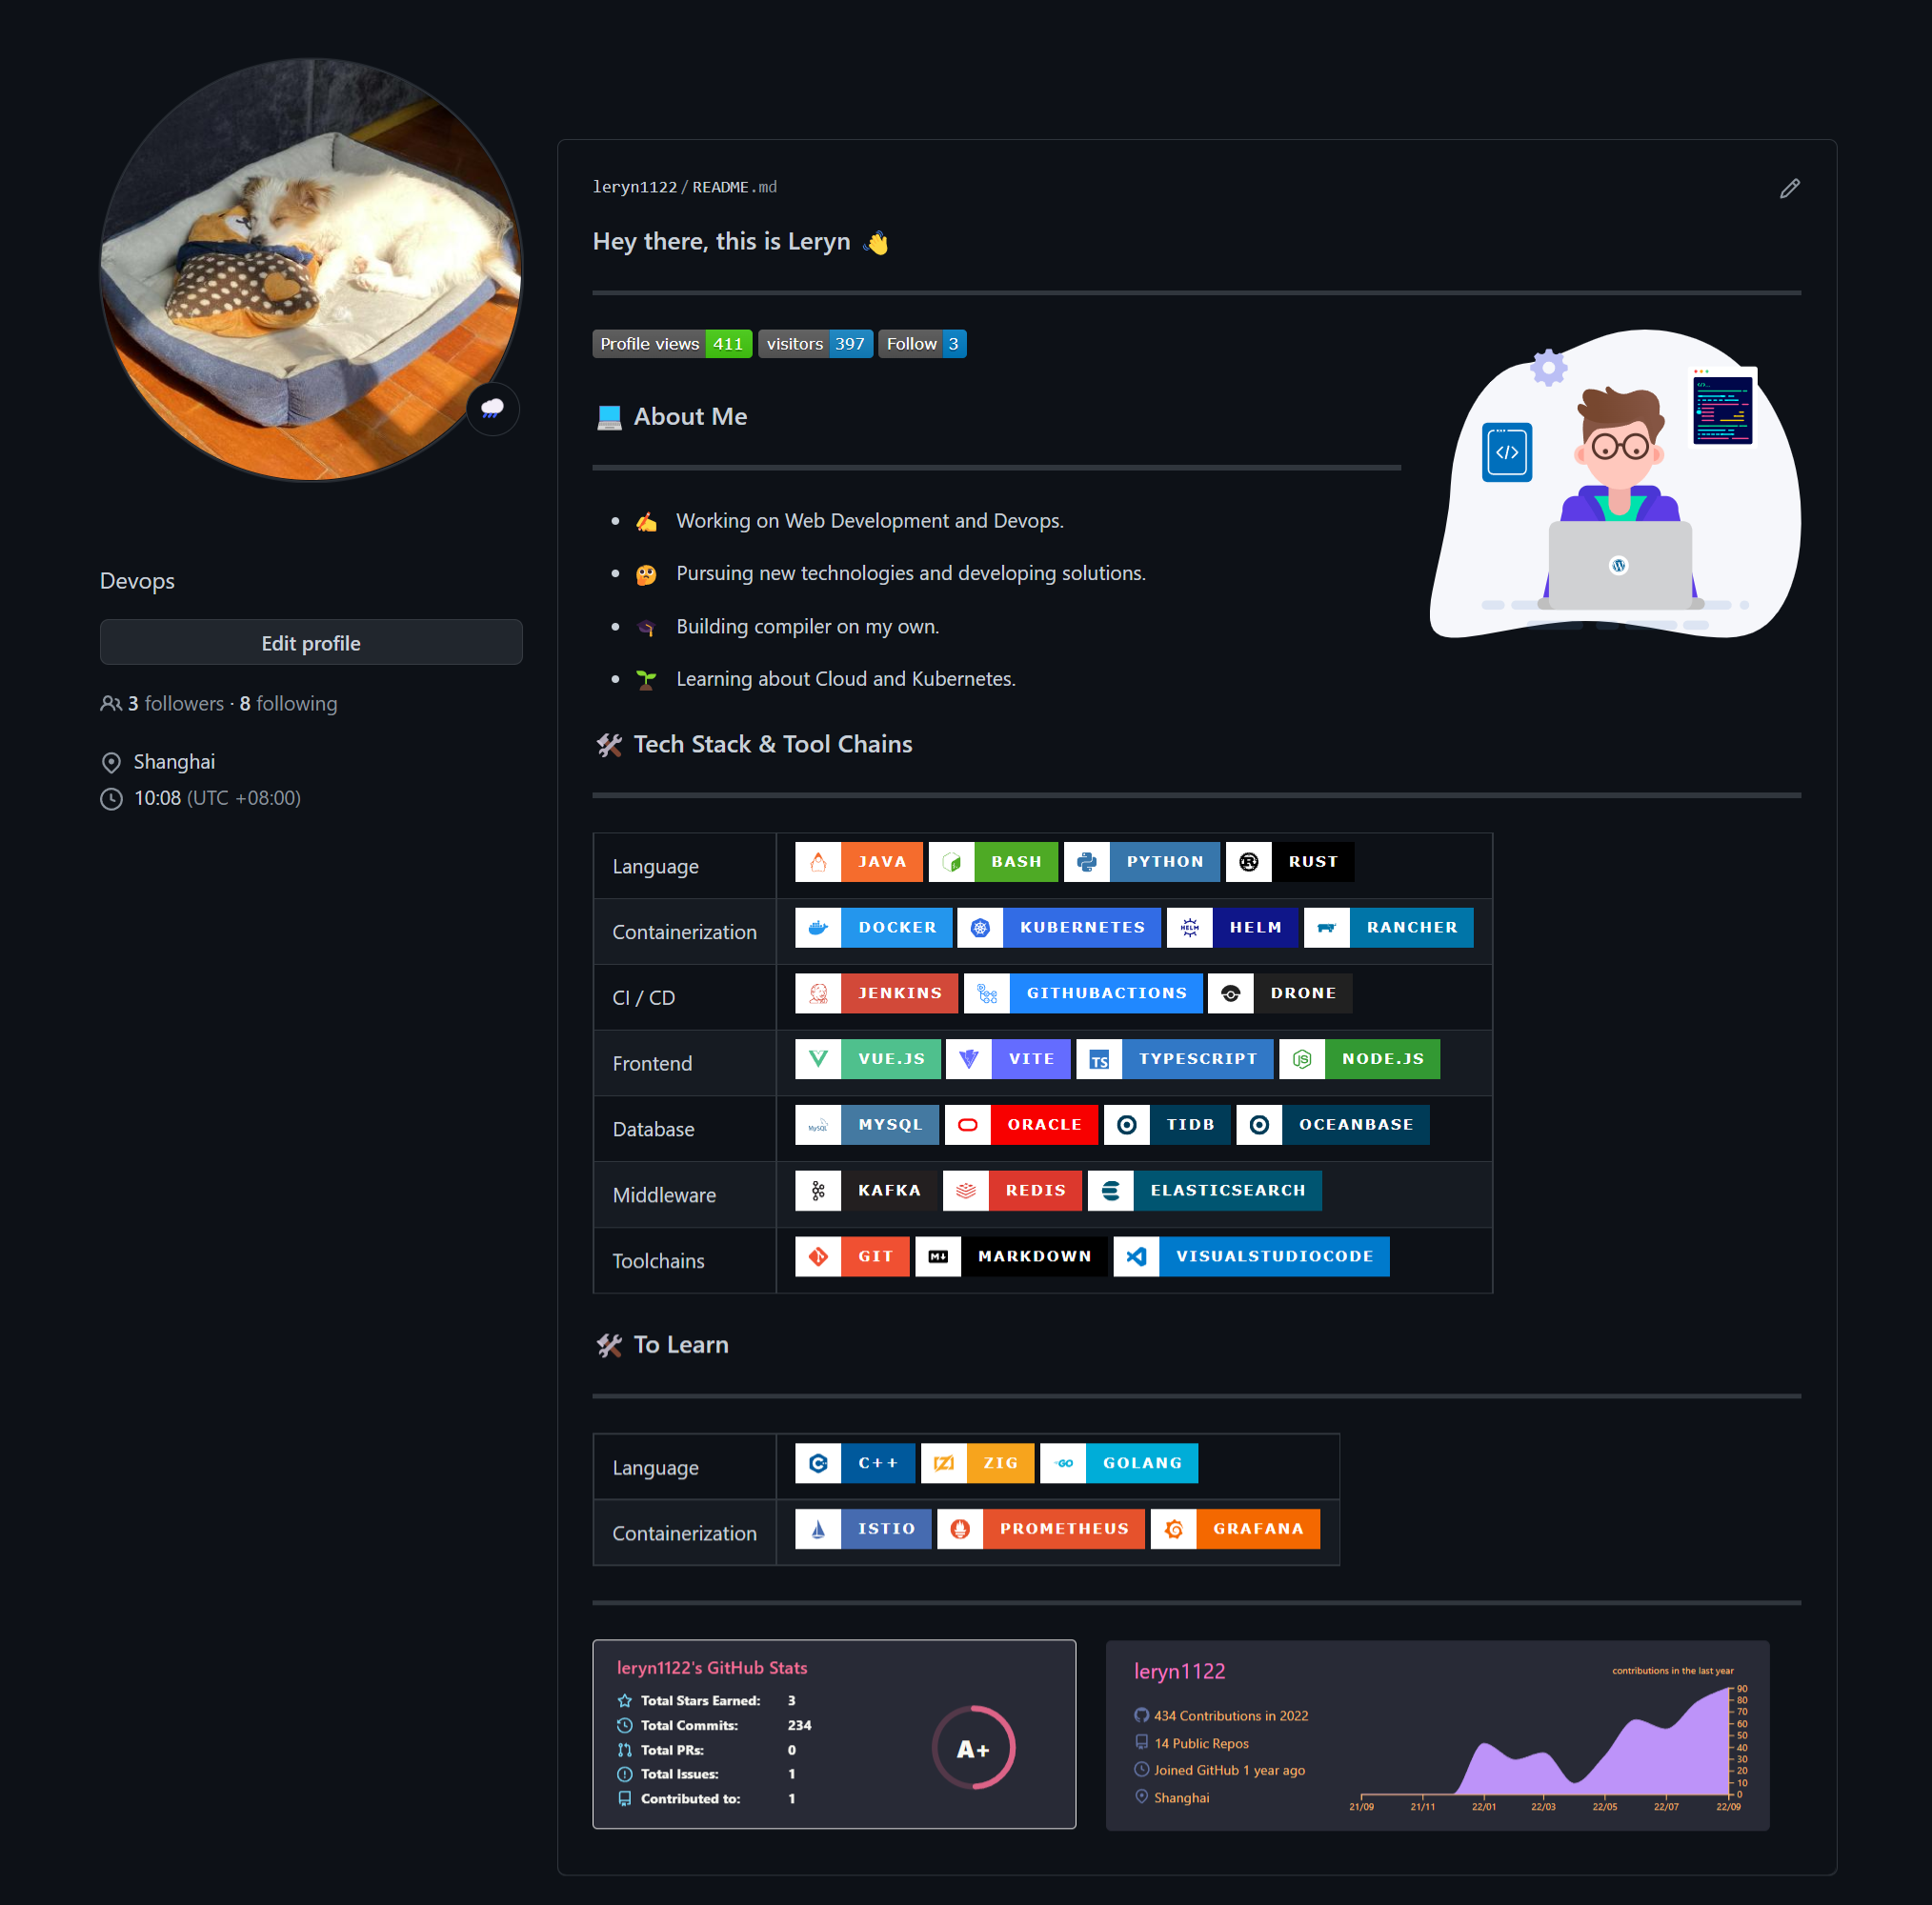 leryn1122/README.md
Hey there, this is Leryn 👋
Profile views 411 visitors 397 Follow 3
💻 About Me
✍ Working on Web Development and Devops.
🤔 Pursuing new technologies and developing solutions.
🎓 Building compiler on my own.
🌱 Learning about Cloud and Kubernetes.
Devops
Edit profile
3 followers · 8 following
Shanghai
10:08 (UTC +08:00)
🛠 Tech Stack & Tool Chains
Language JAVA BASH PYTHON RUST
Containerization DOCKER KUBERNETES HELM HELM RANCHER
CI / CD JENKINS GITHUBACTIONS DRONE
Frontend VUE.JS VITE TS TYPESCRIPT JS NODE.JS
Database MySQL MYSQL ORACLE TIDB OCEANBASE
Middleware KAFKA REDIS ELASTICSEARCH
Toolchains GIT M MARKDOWN VISUALSTUDIOCODE
🛠 To Learn
Language C++ ZIG GO GOLANG
Containerization ISTIO PROMETHEUS GRAFANA
leryn1122's GitHub Stats
Total Stars Earned: 3
Total Commits: 234
Total PRs: 0
Total Issues: 1
Contributed to: 1
A+
leryn1122
contributions in the last year
434 Contributions in 2022
14 Public Repos
Joined GitHub 1 year ago
Shanghai
90
80
70
60
50
40
30
20
10
0
21/09 21/11 22/01 22/03 22/05 22/07 22/09